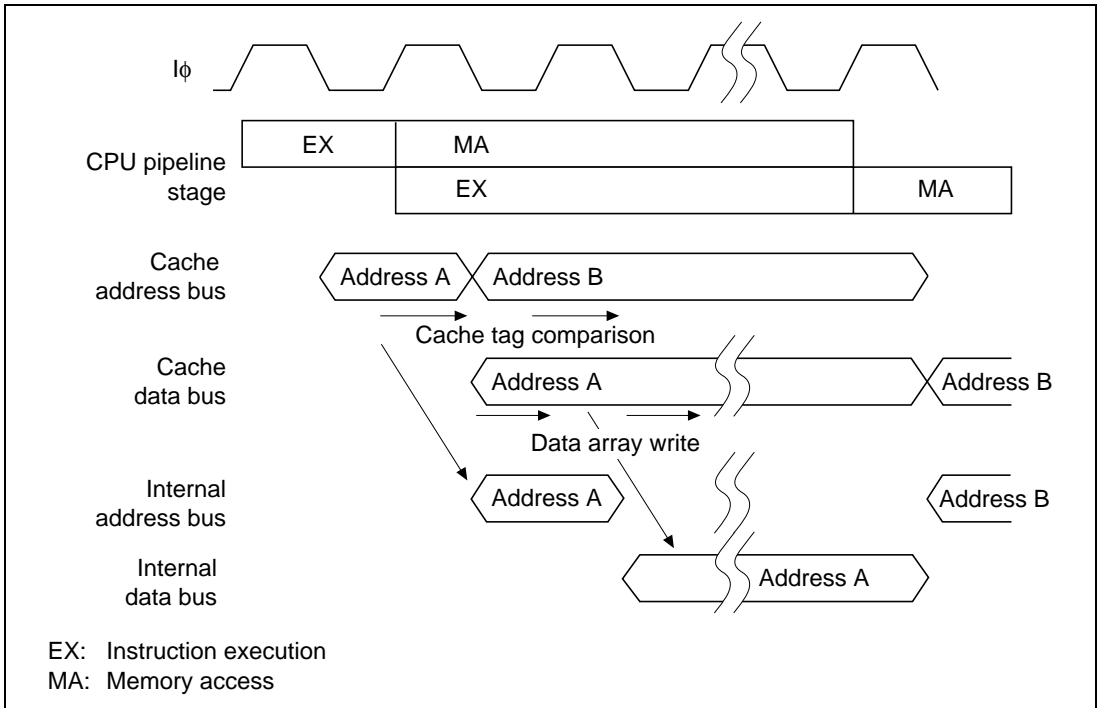 Iϕ
CPU pipeline
stage
EX
MA
EX
MA
Cache
address bus
Address A
Address B
Cache tag comparison
Cache
data bus
Address A
Address B
Data array write
Internal
address bus
Address A
Address B
Internal
data bus
Address A
EX: Instruction execution
MA: Memory access